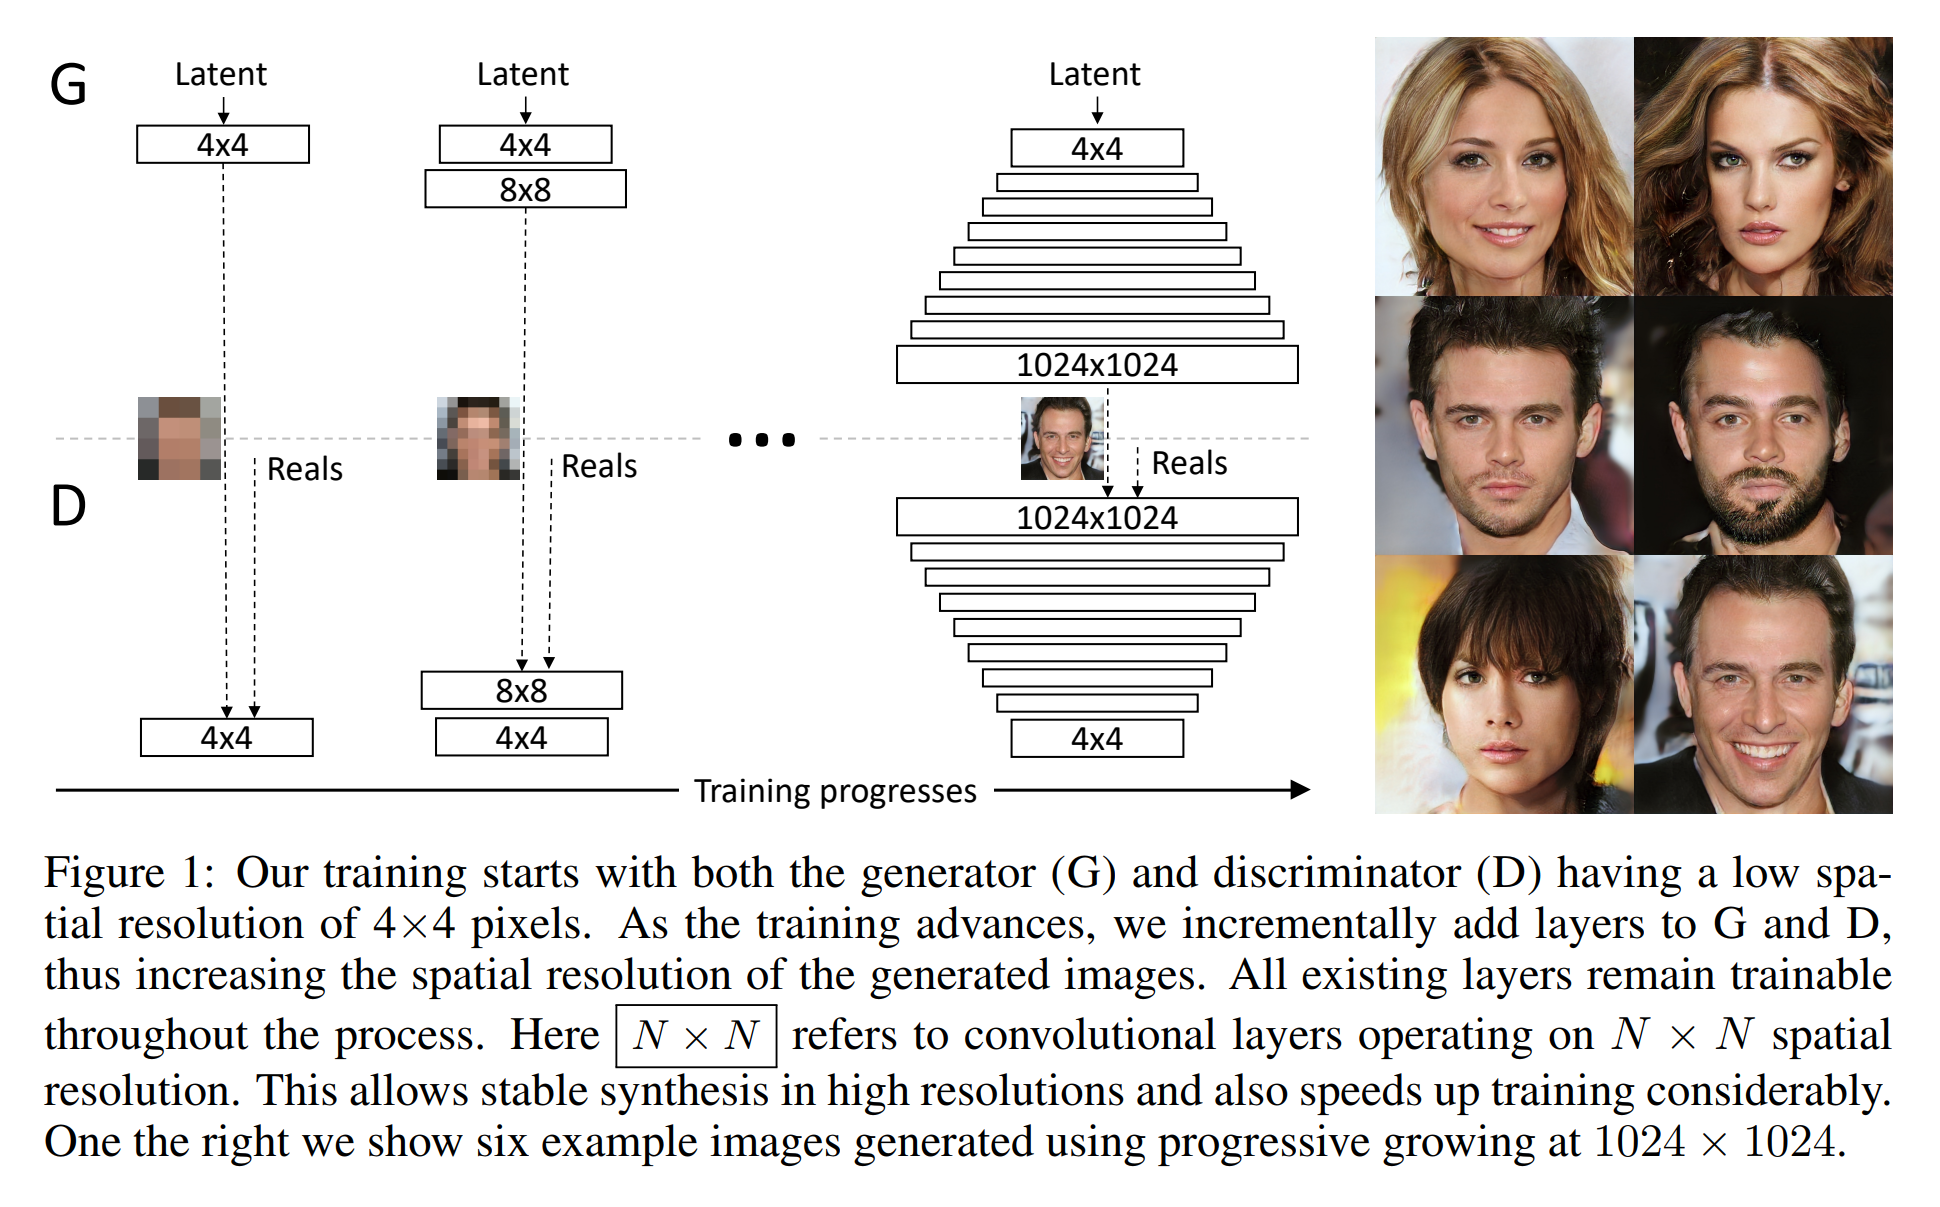 G
Latent
Latent
Latent
4x4
4x4
4x4
8x8
1024x1024
Reals
Reals
Reals
D
1024x1024
8x8
4x4
4x4
4x4
Training progresses
Figure 1: Our training starts with both the generator (G) and discriminator (D) having a low spa-
tial resolution of 4×4 pixels. As the training advances, we incrementally add layers to G and D,
thus increasing the spatial resolution of the generated images. All existing layers remain trainable
throughout the process. Here N × N refers to convolutional layers operating on N × N spatial
resolution. This allows stable synthesis in high resolutions and also speeds up training considerably.
One the right we show six example images generated using progressive growing at 1024 × 1024.